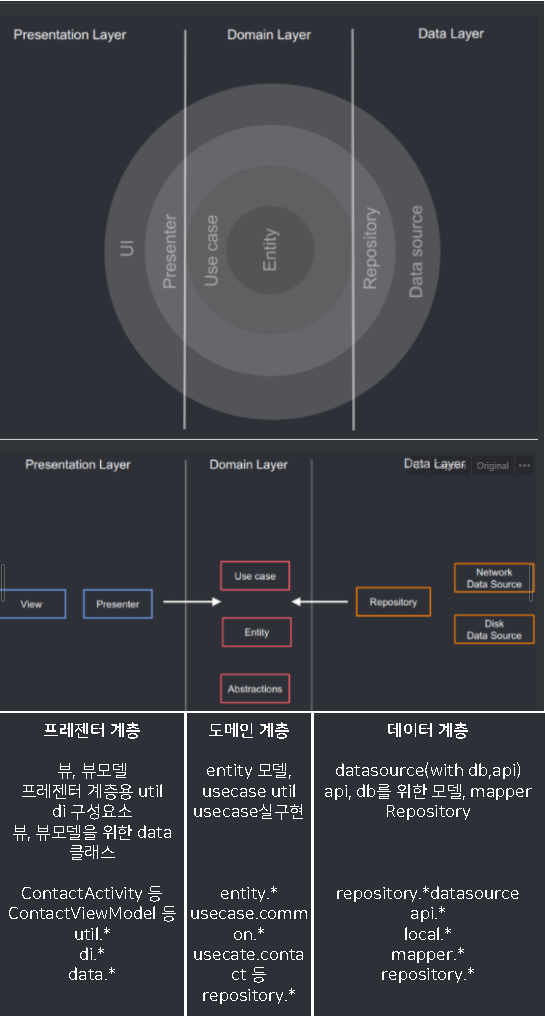 Presentation Layer
Domain Layer
Data Layer
UI
Presenter
Use case
Entity
Repository
Data source
Presentation Layer
Domain Layer
Data Layer
Original
Use case
Network
Data Source
View
Presenter
Repository
Entity
Disk
Data Source
Abstractions
프레젠터 계층
뷰, 뷰모델
프레젠터 계층용 util
di 구성요소
뷰, 뷰모델을 위한 data
클래스
ContactActivity 등
ContactViewModel 등
util.*
di.*
data.*
도메인 계층
entity 모델,
usecase util
usecase실구현
entity.*
usecase.comm
on.*
usecate.conta
ct 등
repository.*
데이터 계층
datasource(with db,api)
api, db를 위한 모델, mapper
Repository
repository.*datasource
api.*
local.*
mapper.*
repository.*